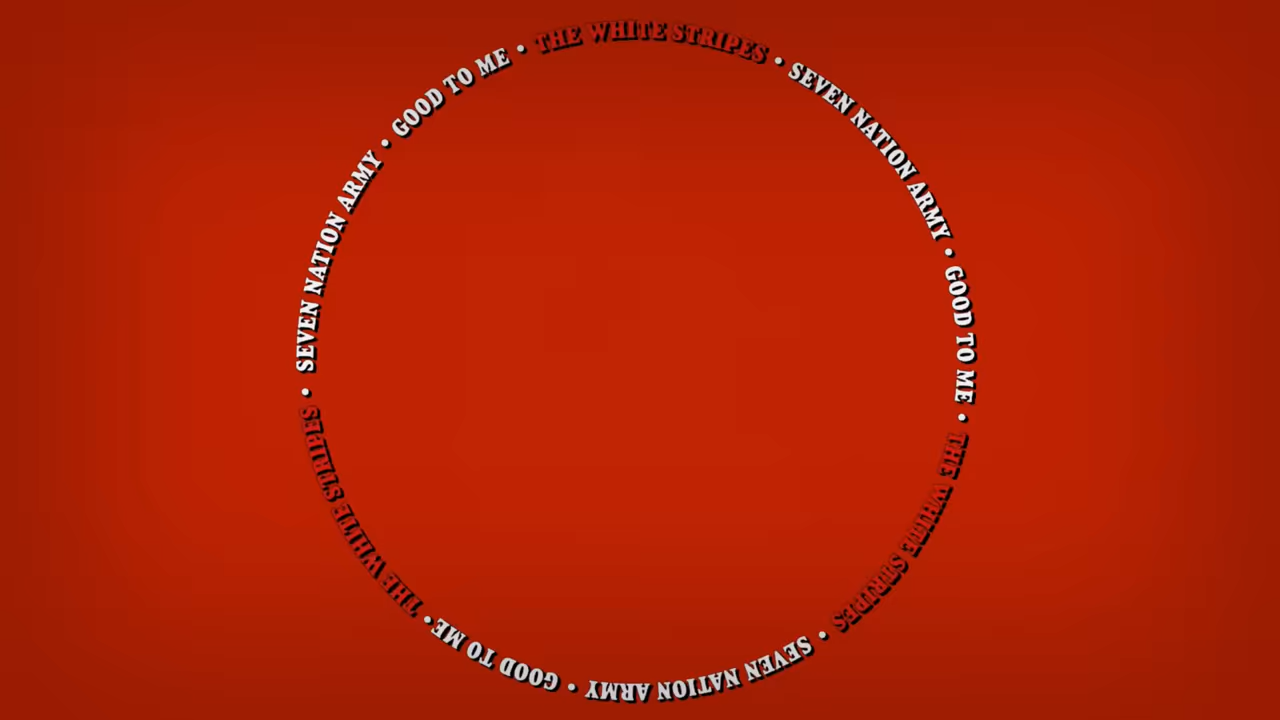 THE WHITE STRIPES • SEVEN NATION ARMY • GOOD TO ME • THE WHITE STRIPES • SEVEN NATION ARMY • GOOD TO ME • THE WHITE STRIPES • SEVEN NATION ARMY • GOOD TO ME •